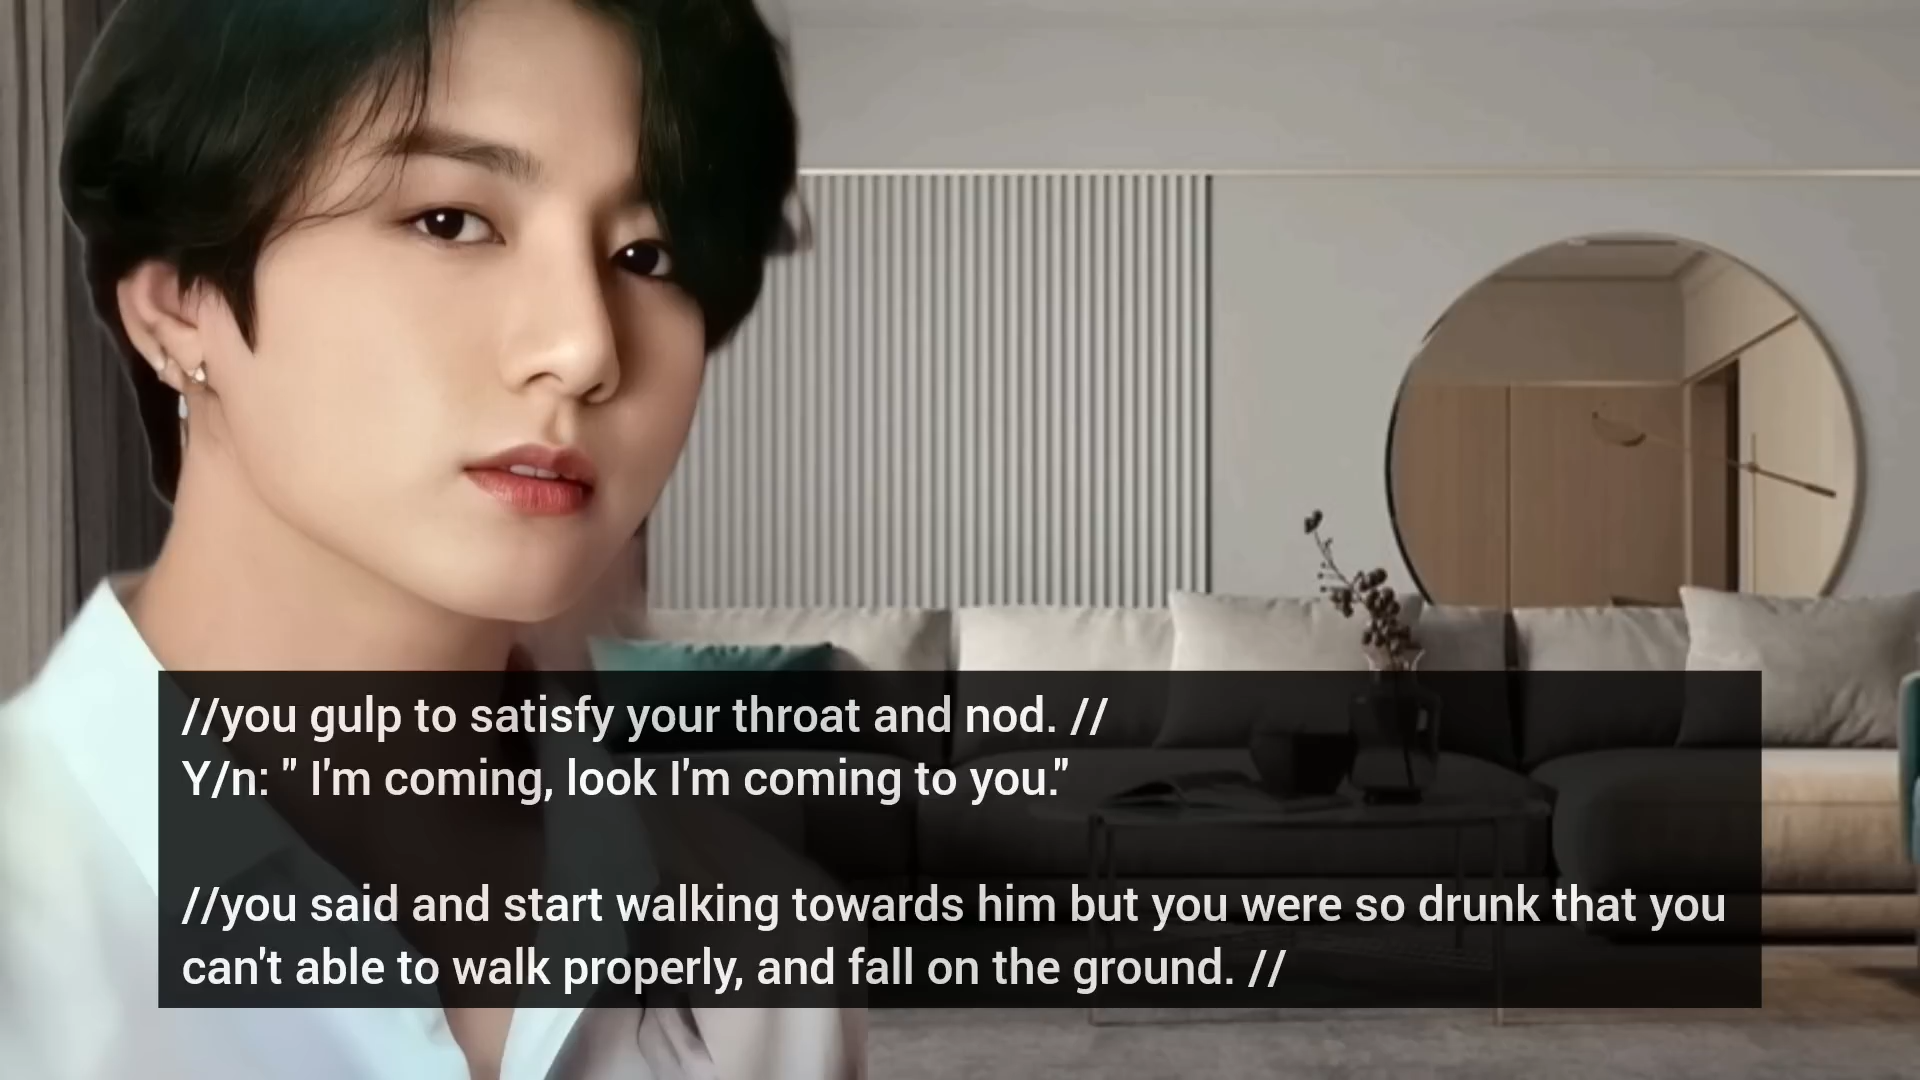 //you gulp to satisfy your throat and nod. //
Y/n: " I'm coming, look I'm coming to you."
//you said and start walking towards him but you were so drunk that you
can't able to walk properly, and fall on the ground. //